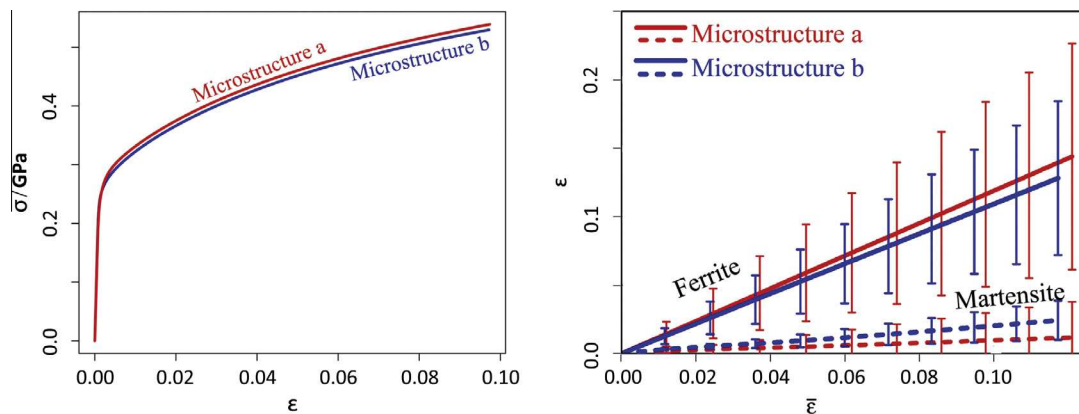 0.4
0.2
0.0
σ / GPa
Microstructure a
Microstructure b
0.00 0.02 0.04 0.06 0.08 0.10
ε
0.2
0.1
0.0
ε
Microstructure a
Microstructure b
Ferrite
Martensite
0.00 0.02 0.04 0.06 0.08 0.10
ε̅